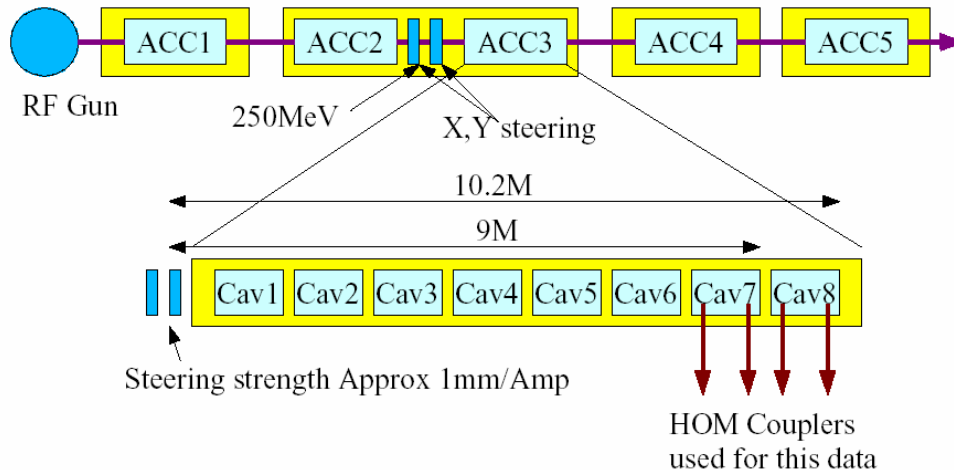 ACC1 ACC2 ACC3 ACC4 ACC5
RF Gun
250MeV
X,Y steering
10.2M
9M
Cav1 Cav2 Cav3 Cav4 Cav5 Cav6 Cav7 Cav8
Steering strength Approx 1mm/Amp
HOM Couplers
used for this data